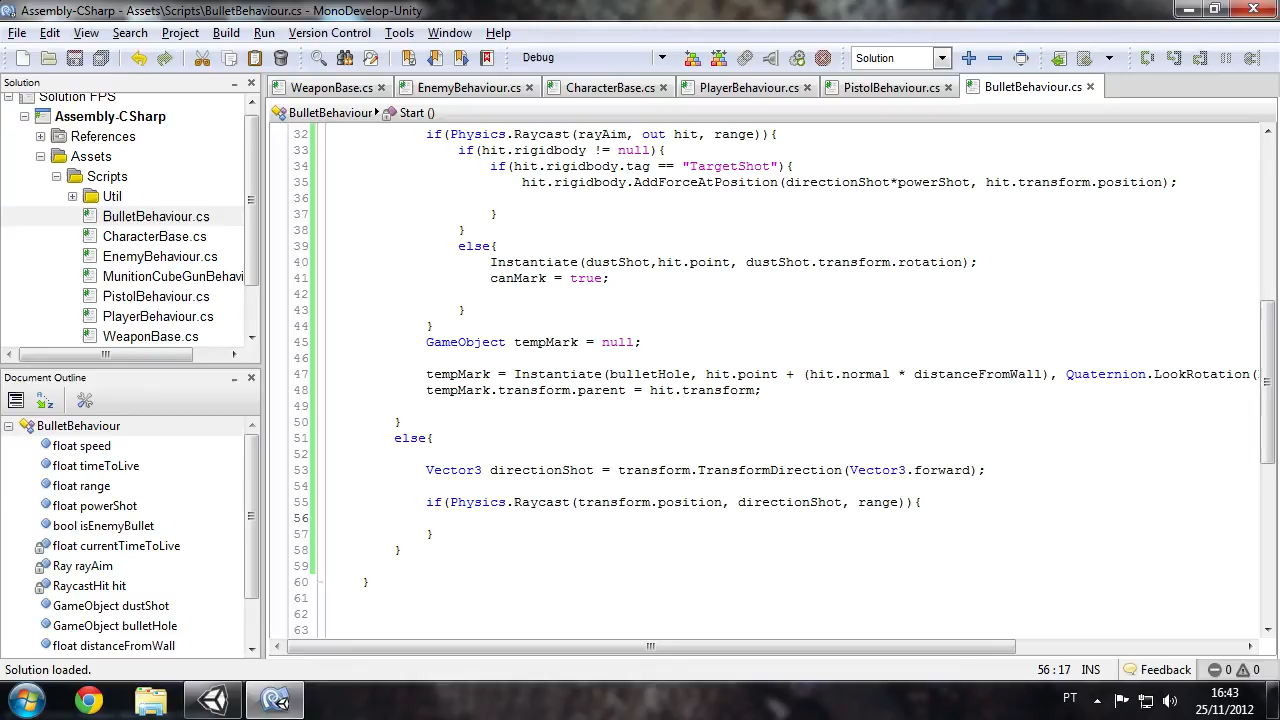 Assembly-CSharp - Assets\Scripts\BulletBehaviour.cs - MonoDevelop-Unity
File Edit View Search Project Build Run Version Control Tools Window Help
Debug Solution
Solution
WeaponBase.cs EnemyBehaviour.cs CharacterBase.cs PlayerBehaviour.cs PistolBehaviour.cs BulletBehaviour.cs
Solution FPS
Assembly-CSharp
References
Assets
Scripts
Util
BulletBehaviour.cs
CharacterBase.cs
EnemyBehaviour.cs
MunitionCubeGunBehavi
PistolBehaviour.cs
PlayerBehaviour.cs
WeaponBase.cs
Document Outline
BulletBehaviour
float speed
float timeToLive
float range
float powerShot
bool isEnemyBullet
float currentTimeToLive
Ray rayAim
RaycastHit hit
GameObject dustShot
GameObject bulletHole
float distanceFromWall
BulletBehaviour Start ()
32 if(Physics.Raycast(rayAim, out hit, range)){
33 if(hit.rigidbody != null){
34 if(hit.rigidbody.tag == "TargetShot"){
35 hit.rigidbody.AddForceAtPosition(directionShot*powerShot, hit.transform.position);
36
37 }
38 }
39 else{
40 Instantiate(dustShot,hit.point, dustShot.transform.rotation);
41 canMark = true;
42
43 }
44 }
45 GameObject tempMark = null;
46
47 tempMark = Instantiate(bulletHole, hit.point + (hit.normal * distanceFromWall), Quaternion.LookRotation(
48 tempMark.transform.parent = hit.transform;
49
50 }
51 else{
52
53 Vector3 directionShot = transform.TransformDirection(Vector3.forward);
54
55 if(Physics.Raycast(transform.position, directionShot, range)){
56
57 }
58 }
59
60 }
61
62
63
Solution loaded. 56 : 17 INS Feedback 0 0
PT 16:43
25/11/2012